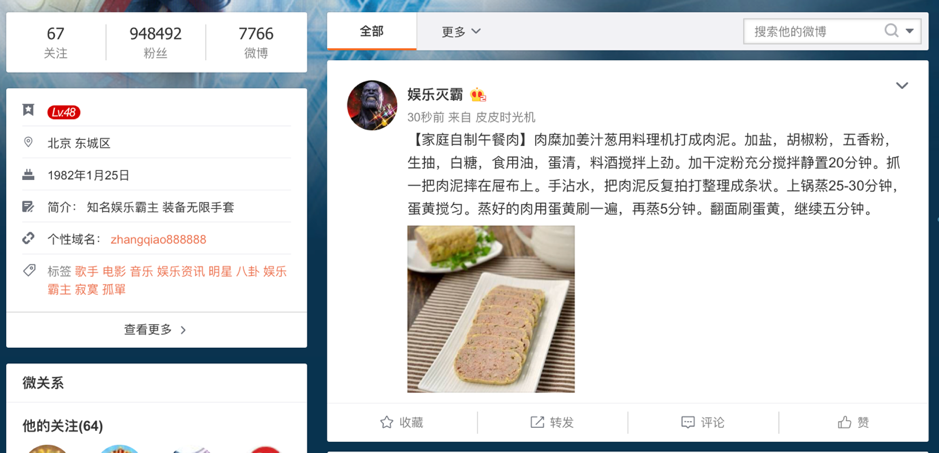 67
948492
7766
关注
粉丝
微博
Lv.48
北京 东城区
1982年1月25日
简介： 知名娱乐霸主 装备无限手套
个性域名： zhangqiao888888
标签 歌手 电影 音乐 娱乐资讯 明星 八卦 娱乐
霸主 寂寞 孤單
查看更多
微关系
他的关注(64)
全部
更多
搜索他的微博
娱乐灭霸
30秒前 来自 皮皮时光机
【家庭自制午餐肉】肉糜加姜汁葱用料理机打成肉泥。加盐，胡椒粉，五香粉，
生抽，白糖，食用油，蛋清，料酒搅拌上劲。加干淀粉充分搅拌静置20分钟。抓
一把肉泥摔在屉布上。手沾水，把肉泥反复拍打整理成条状。上锅蒸25-30分钟，
蛋黄搅匀。蒸好的肉用蛋黄刷一遍，再蒸5分钟。翻面刷蛋黄，继续五分钟。
收藏
转发
评论
赞